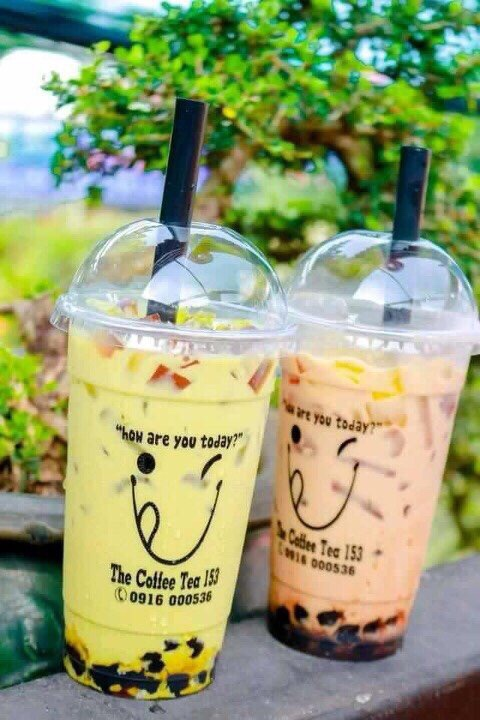 "how are you today?"
The Coffee Tea 153
0916 000536
"how are you today?"
The Coffee Tea 153
0916 000536